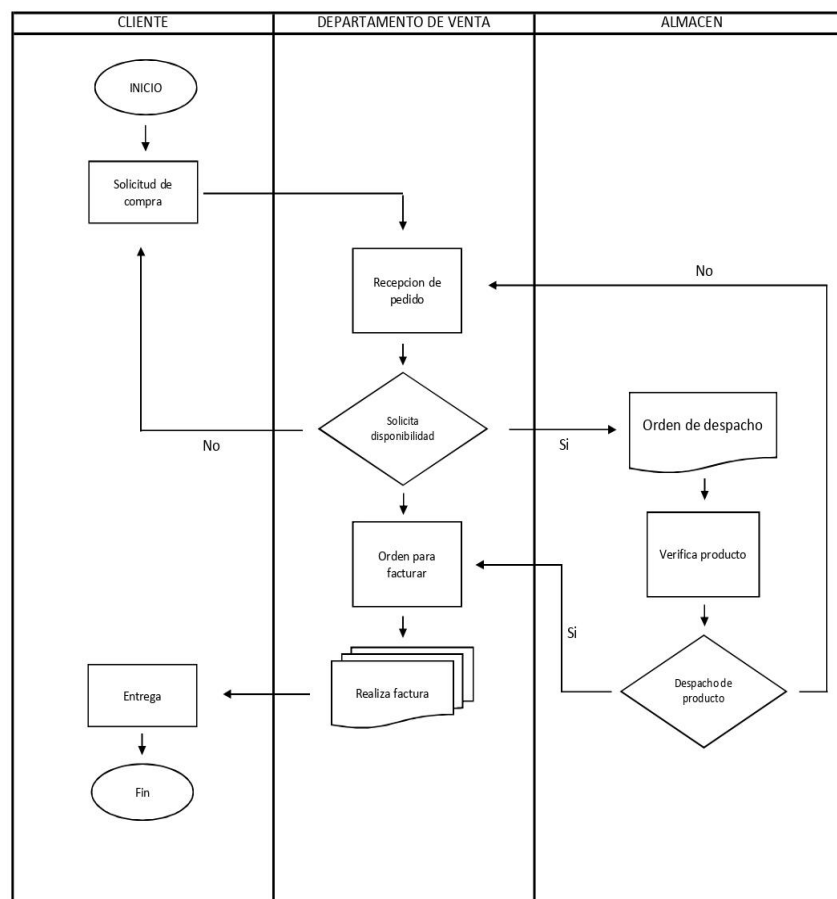 CLIENTE
DEPARTAMENTO DE VENTA
ALMACEN
INICIO
Solicitud de
compra
Recepcion de
pedido
No
Solicita
disponibilidad
No
Si
Orden de despacho
Orden para
facturar
Verifica producto
Si
Entrega
Realiza factura
Despacho de
producto
Fin